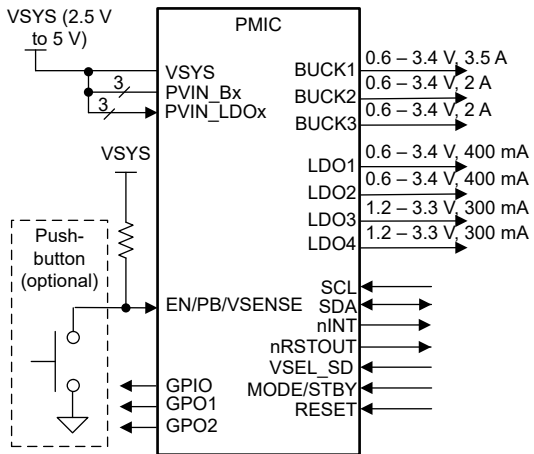 VSYS (2.5 V
to 5 V)
PMIC
VSYS
3
PVIN_Bx
3
PVIN_LDOx
BUCK1
0.6 – 3.4 V, 3.5 A
BUCK2
0.6 – 3.4 V, 2 A
BUCK3
0.6 – 3.4 V, 2 A
LDO1
0.6 – 3.4 V, 400 mA
LDO2
0.6 – 3.4 V, 400 mA
LDO3
1.2 – 3.3 V, 300 mA
LDO4
1.2 – 3.3 V, 300 mA
VSYS
Push-
button
(optional)
EN/PB/VSENSE
SCL
SDA
nINT
nRSTOUT
VSEL_SD
MODE/STBY
RESET
GPIO
GPO1
GPO2